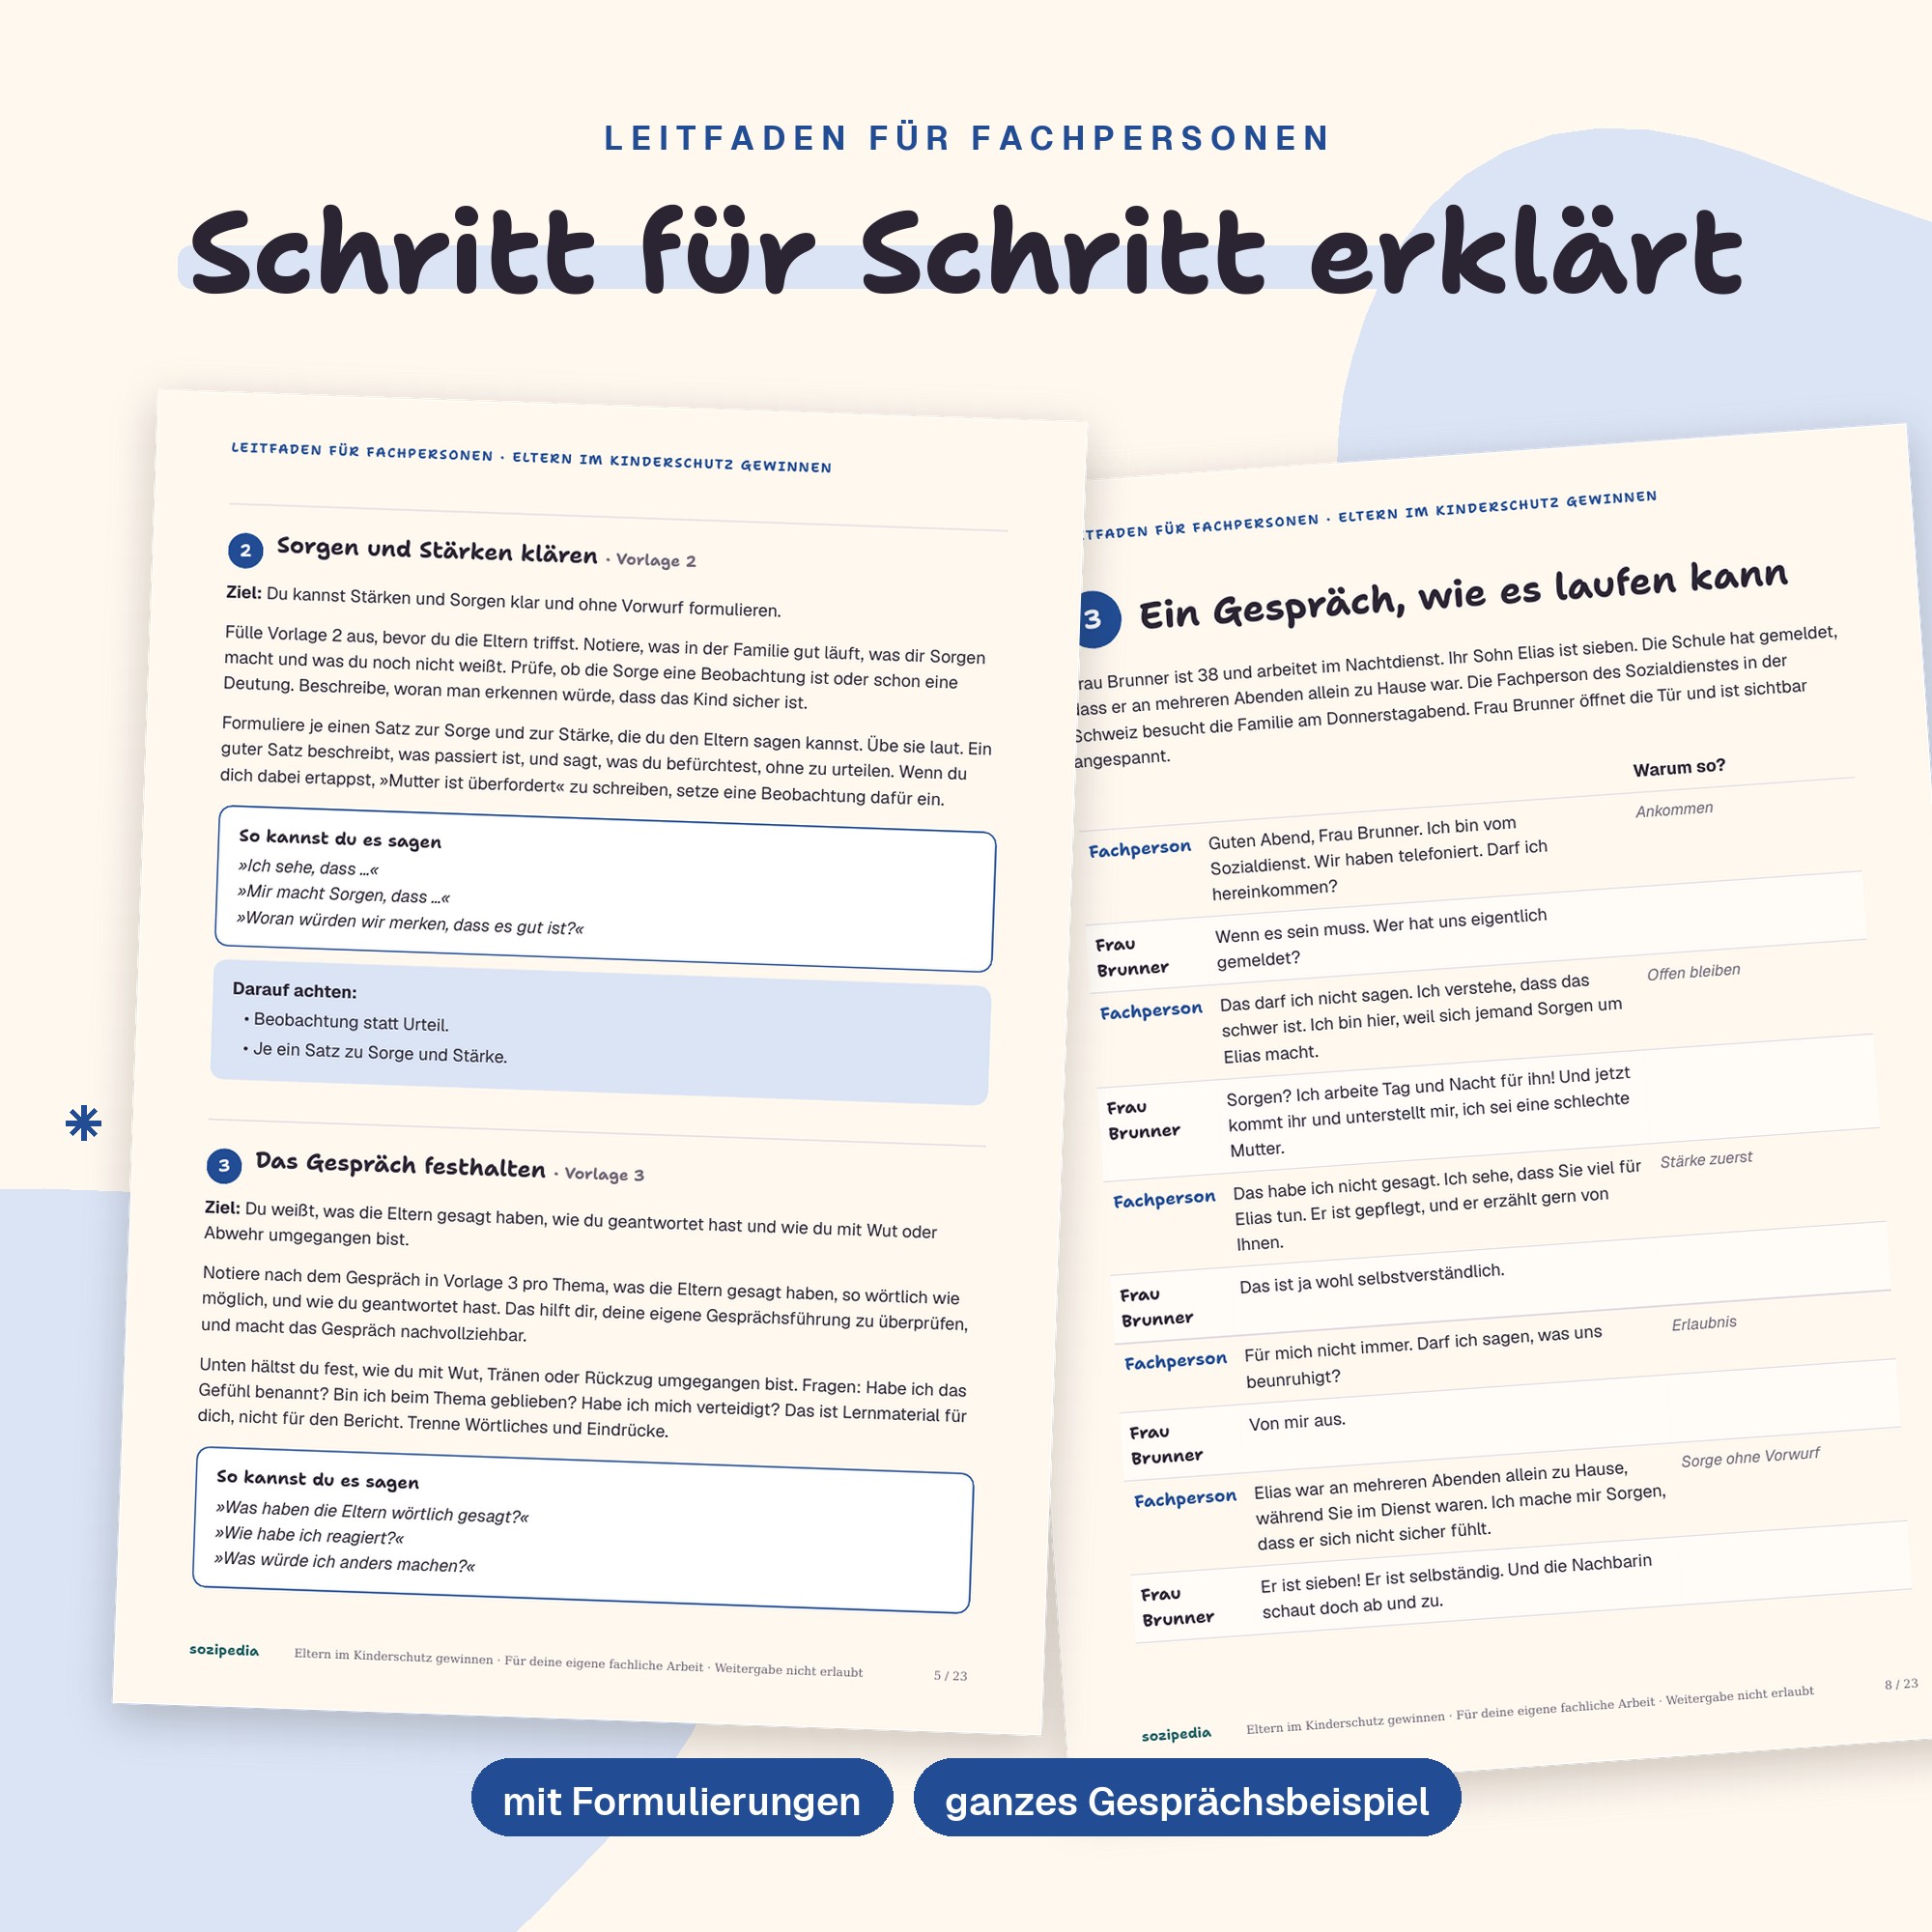 LEITFADEN FÜR FACHPERSONEN
Schritt für Schritt erklärt
LEITFADEN FÜR FACHPERSONEN · ELTERN IM KINDERSCHUTZ GEWINNEN
2 Sorgen und Stärken klären · Vorlage 2
Ziel: Du kannst Stärken und Sorgen klar und ohne Vorwurf formulieren.
Fülle Vorlage 2 aus, bevor du die Eltern triffst. Notiere, was in der Familie gut läuft, was dir Sorgen
macht und was du noch nicht weißt. Prüfe, ob die Sorge eine Beobachtung ist oder schon eine
Deutung. Beschreibe, woran man erkennen würde, dass das Kind sicher ist.
Formuliere je einen Satz zur Sorge und zur Stärke, die du den Eltern sagen kannst. Übe sie laut. Ein
guter Satz beschreibt, was passiert ist, und sagt, was du befürchtest, ohne zu urteilen. Wenn du
dich dabei ertappst, »Mutter ist überfordert« zu schreiben, setze eine Beobachtung dafür ein.
So kannst du es sagen
»Ich sehe, dass ...«
»Mir macht Sorgen, dass ...«
»Woran würden wir merken, dass es gut ist?«
Darauf achten:
• Beobachtung statt Urteil.
• Je ein Satz zu Sorge und Stärke.
3 Das Gespräch festhalten · Vorlage 3
Ziel: Du weißt, was die Eltern gesagt haben, wie du geantwortet hast und wie du mit Wut oder
Abwehr umgegangen bist.
Notiere nach dem Gespräch in Vorlage 3 pro Thema, was die Eltern gesagt haben, so wörtlich wie
möglich, und wie du geantwortet hast. Das hilft dir, deine eigene Gesprächsführung zu überprüfen,
und macht das Gespräch nachvollziehbar.
Unten hältst du fest, wie du mit Wut, Tränen oder Rückzug umgegangen bist. Fragen: Habe ich das
Gefühl benannt? Bin ich beim Thema geblieben? Habe ich mich verteidigt? Das ist Lernmaterial für
dich, nicht für den Bericht. Trenne Wörtliches und Eindrücke.
So kannst du es sagen
»Was haben die Eltern wörtlich gesagt?«
»Wie habe ich reagiert?«
»Was würde ich anders machen?«
sozipedia Eltern im Kinderschutz gewinnen · Für deine eigene fachliche Arbeit · Weitergabe nicht erlaubt 5 / 23
TFADEN FÜR FACHPERSONEN · ELTERN IM KINDERSCHUTZ GEWINNEN
3 Ein Gespräch, wie es laufen kann
rau Brunner ist 38 und arbeitet im Nachtdienst. Ihr Sohn Elias ist sieben. Die Schule hat gemeldet,
dass er an mehreren Abenden allein zu Hause war. Die Fachperson des Sozialdienstes in der
Schweiz besucht die Familie am Donnerstagabend. Frau Brunner öffnet die Tür und ist sichtbar
angespannt.
Warum so?
Fachperson Guten Abend, Frau Brunner. Ich bin vom Ankommen
Sozialdienst. Wir haben telefoniert. Darf ich
hereinkommen?
Frau Wenn es sein muss. Wer hat uns eigentlich
Brunner gemeldet?
Fachperson Das darf ich nicht sagen. Ich verstehe, dass das Offen bleiben
schwer ist. Ich bin hier, weil sich jemand Sorgen um
Elias macht.
Frau Sorgen? Ich arbeite Tag und Nacht für ihn! Und jetzt
Brunner kommt ihr und unterstellt mir, ich sei eine schlechte
Mutter.
Fachperson Das habe ich nicht gesagt. Ich sehe, dass Sie viel für Stärke zuerst
Elias tun. Er ist gepflegt, und er erzählt gern von
Ihnen.
Frau Das ist ja wohl selbstverständlich.
Brunner
Fachperson Für mich nicht immer. Darf ich sagen, was uns Erlaubnis
beunruhigt?
Frau Von mir aus.
Brunner
Fachperson Elias war an mehreren Abenden allein zu Hause, Sorge ohne Vorwurf
während Sie im Dienst waren. Ich mache mir Sorgen,
dass er sich nicht sicher fühlt.
Frau Er ist sieben! Er ist selbständig. Und die Nachbarin
Brunner schaut doch ab und zu.
sozipedia Eltern im Kinderschutz gewinnen · Für deine eigene fachliche Arbeit · Weitergabe nicht erlaubt 8 / 23
mit Formulierungen
ganzes Gesprächsbeispiel